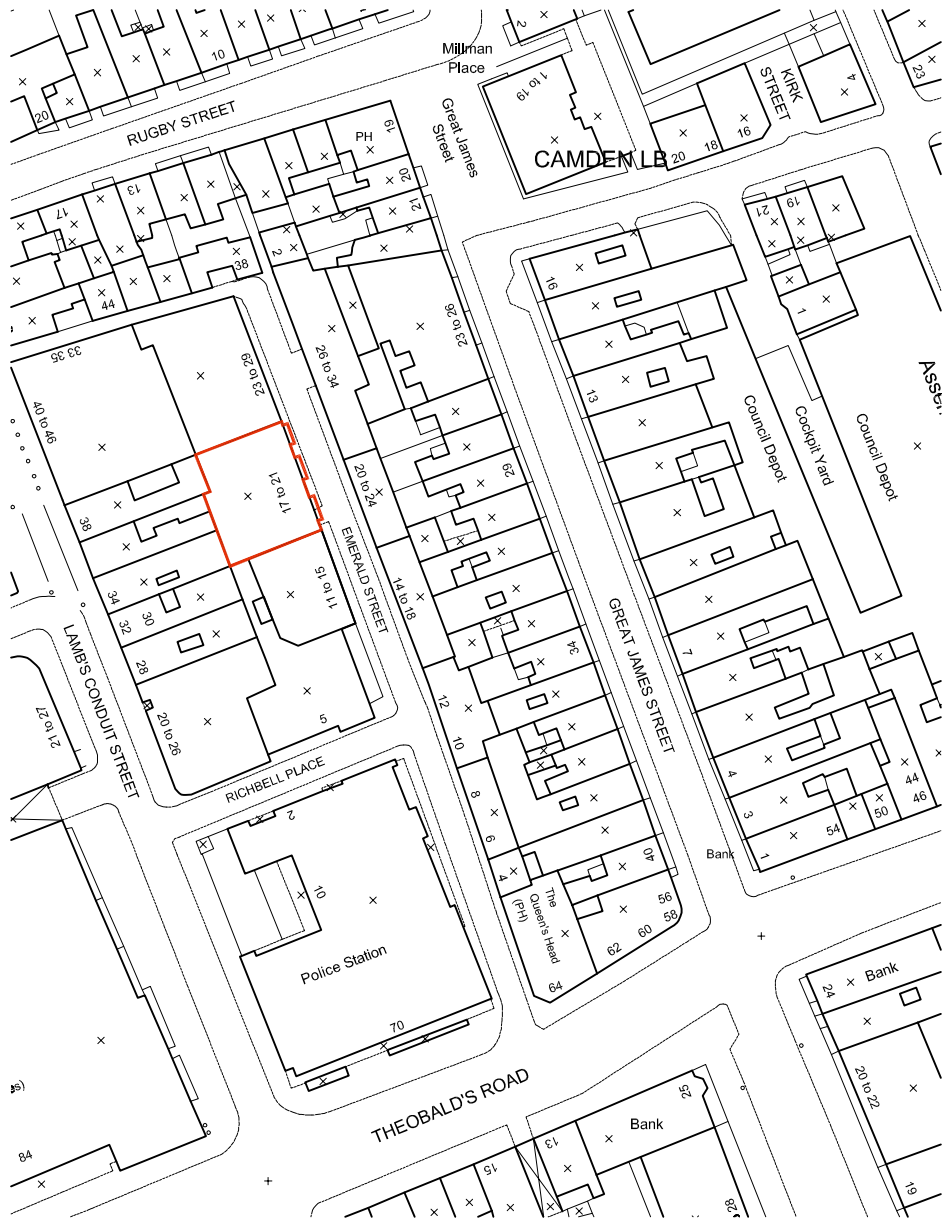 Millman
Place
2
10
20
RUGBY STREET
Great James
Street
1 to 19
KIRK
STREET
4
23
CAMDEN LB
20
18
16
PH
19
20
21
13
17
2
38
44
21
19
1
16
23 to 26
33 35
23 to 29
26 to 34
40 to 46
13
Council Depot
Cockpit Yard
Council Depot
17 to 21
20 to 24
29
38
EMERALD STREET
14 to 18
11 to 15
34
32
30
28
20 to 26
5
LAMB'S CONDUIT STREET
21 to 27
GREAT JAMES STREET
34
7
12
10
8
6
4
4
3
1
54
50
44
46
RICHBELL PLACE
2
10
Police Station
70
Bank
40
The
Queen's Head
(PH)
56
58
60
62
64
Bank
24
20 to 22
19
THEOBALD'S ROAD
25
Bank
13
15
28
84